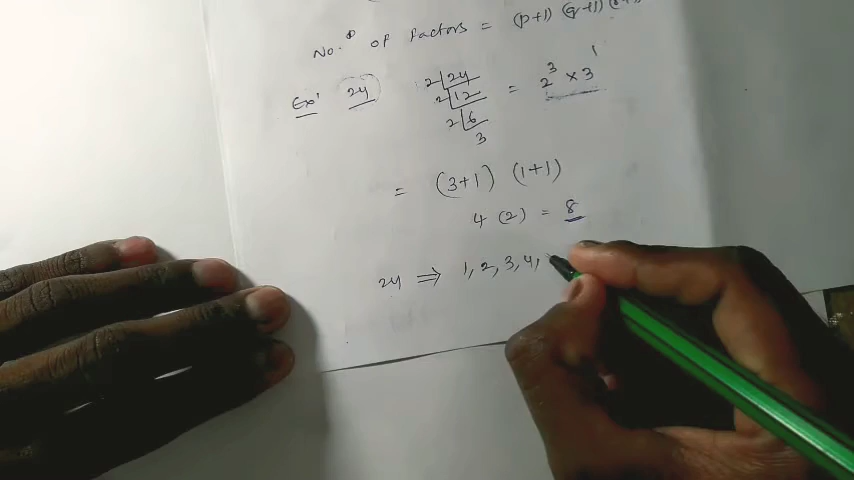 No. of factors = (p+1) (q+1)
Ex: 24 2 24 = 2³ × 3¹
2 12
2 6
3
= (3+1) (1+1)
4 (2) = 8
24 ⇒ 1, 2, 3, 4,